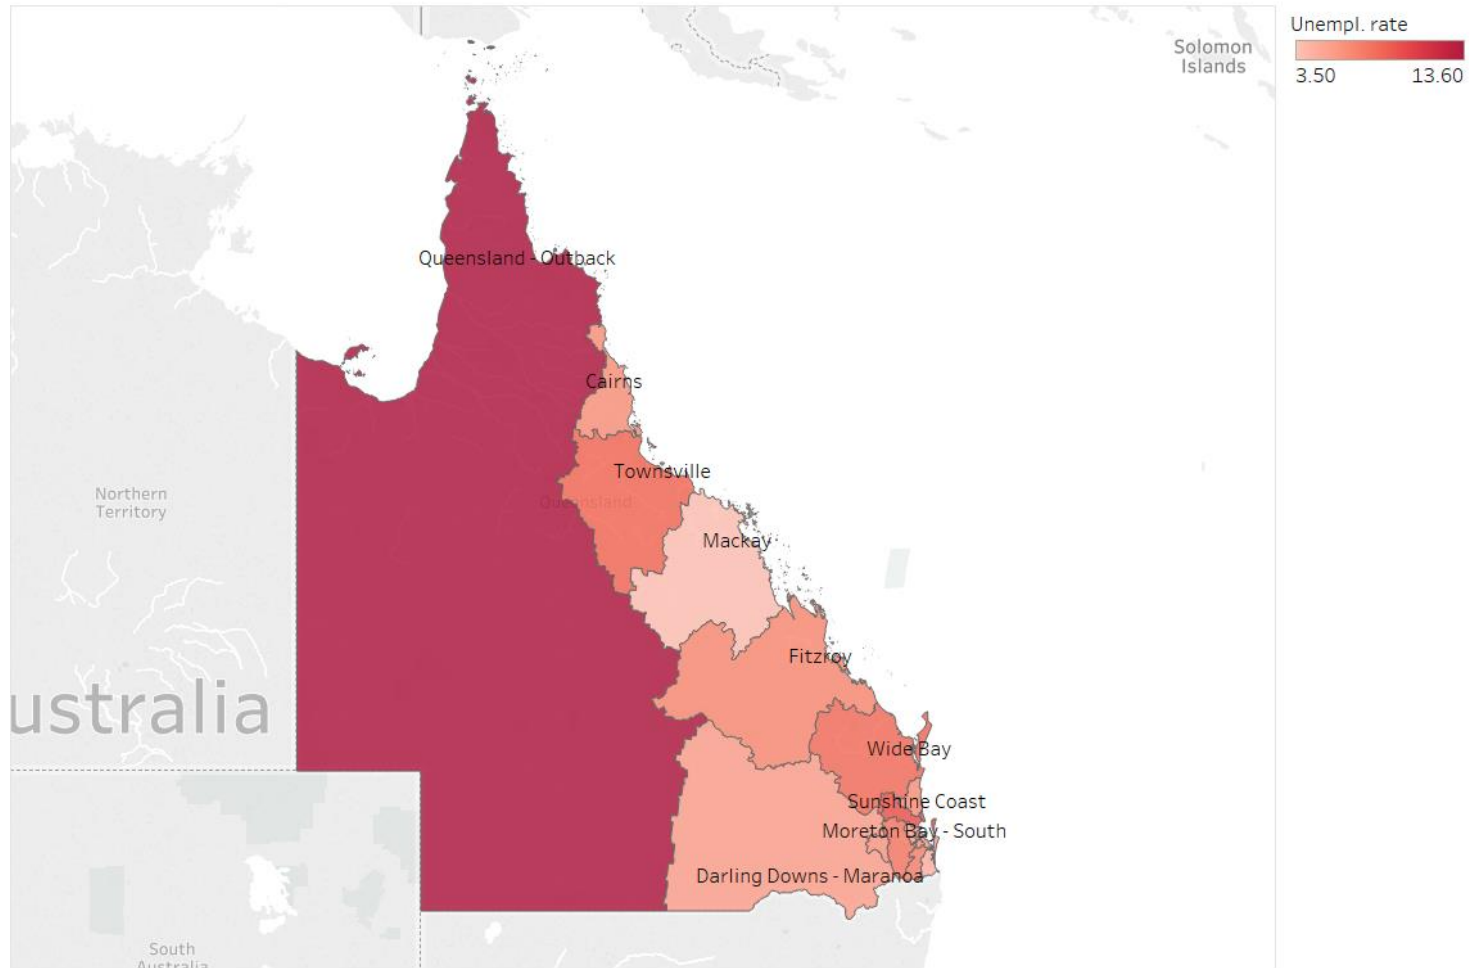 Unempl. rate
3.50 13.60
Solomon
Islands
Queensland - Outback
Cairns
Townsville
Queensland
Northern
Territory
Mackay
Fitzroy
ustralia
Wide Bay
Sunshine Coast
Moreton Bay - South
Darling Downs - Maranoa
South
Australia